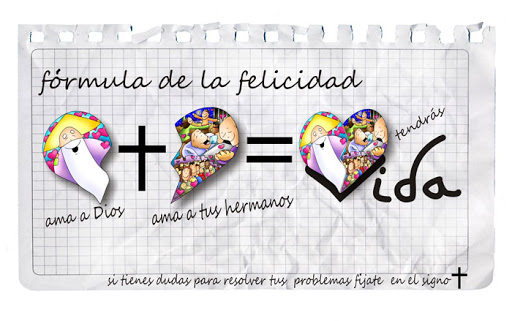 fórmula de la felicidad
ama a Dios
ama a tus hermanos
tendrás
Vida
si tienes dudas para resolver tus problemas fijate en el signo